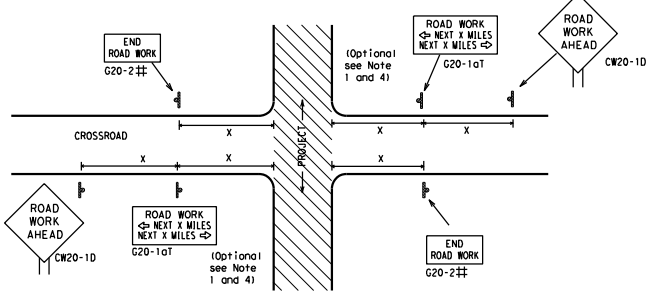 END
ROAD WORK
G20-2#
(Optional
see Note
1 and 4)
ROAD WORK
⇦ NEXT X MILES
NEXT X MILES ⇨
G20-1aT
ROAD
WORK
AHEAD
CW20-1D
X
X
X
CROSSROAD
PROJECT
X
X
X
ROAD
WORK
AHEAD
CW20-1D
ROAD WORK
⇦ NEXT X MILES
NEXT X MILES ⇨
G20-1aT
(Optional
see Note
1 and 4)
END
ROAD WORK
G20-2#